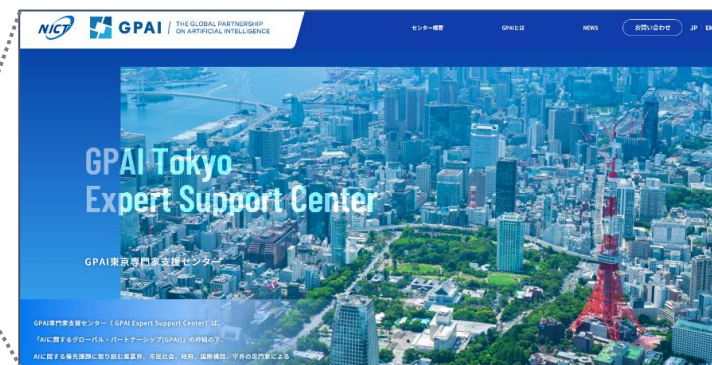 NICT
GPAI
THE GLOBAL PARTNERSHIP
ON ARTIFICIAL INTELLIGENCE
センター概要
GPAIとは
NEWS
お問い合わせ
JP
EN
GPAI Tokyo
Expert Support Center
GPAI東京専門家支援センター
GPAI専門家支援センター（ GPAI Expert Support Center）は、
「AIに関するグローバル・パートナーシップ(GPAI)」の枠組の下、
AIに関する優先課題に取り組む産業界、市民社会、政府、国際機関、学界の専門家による